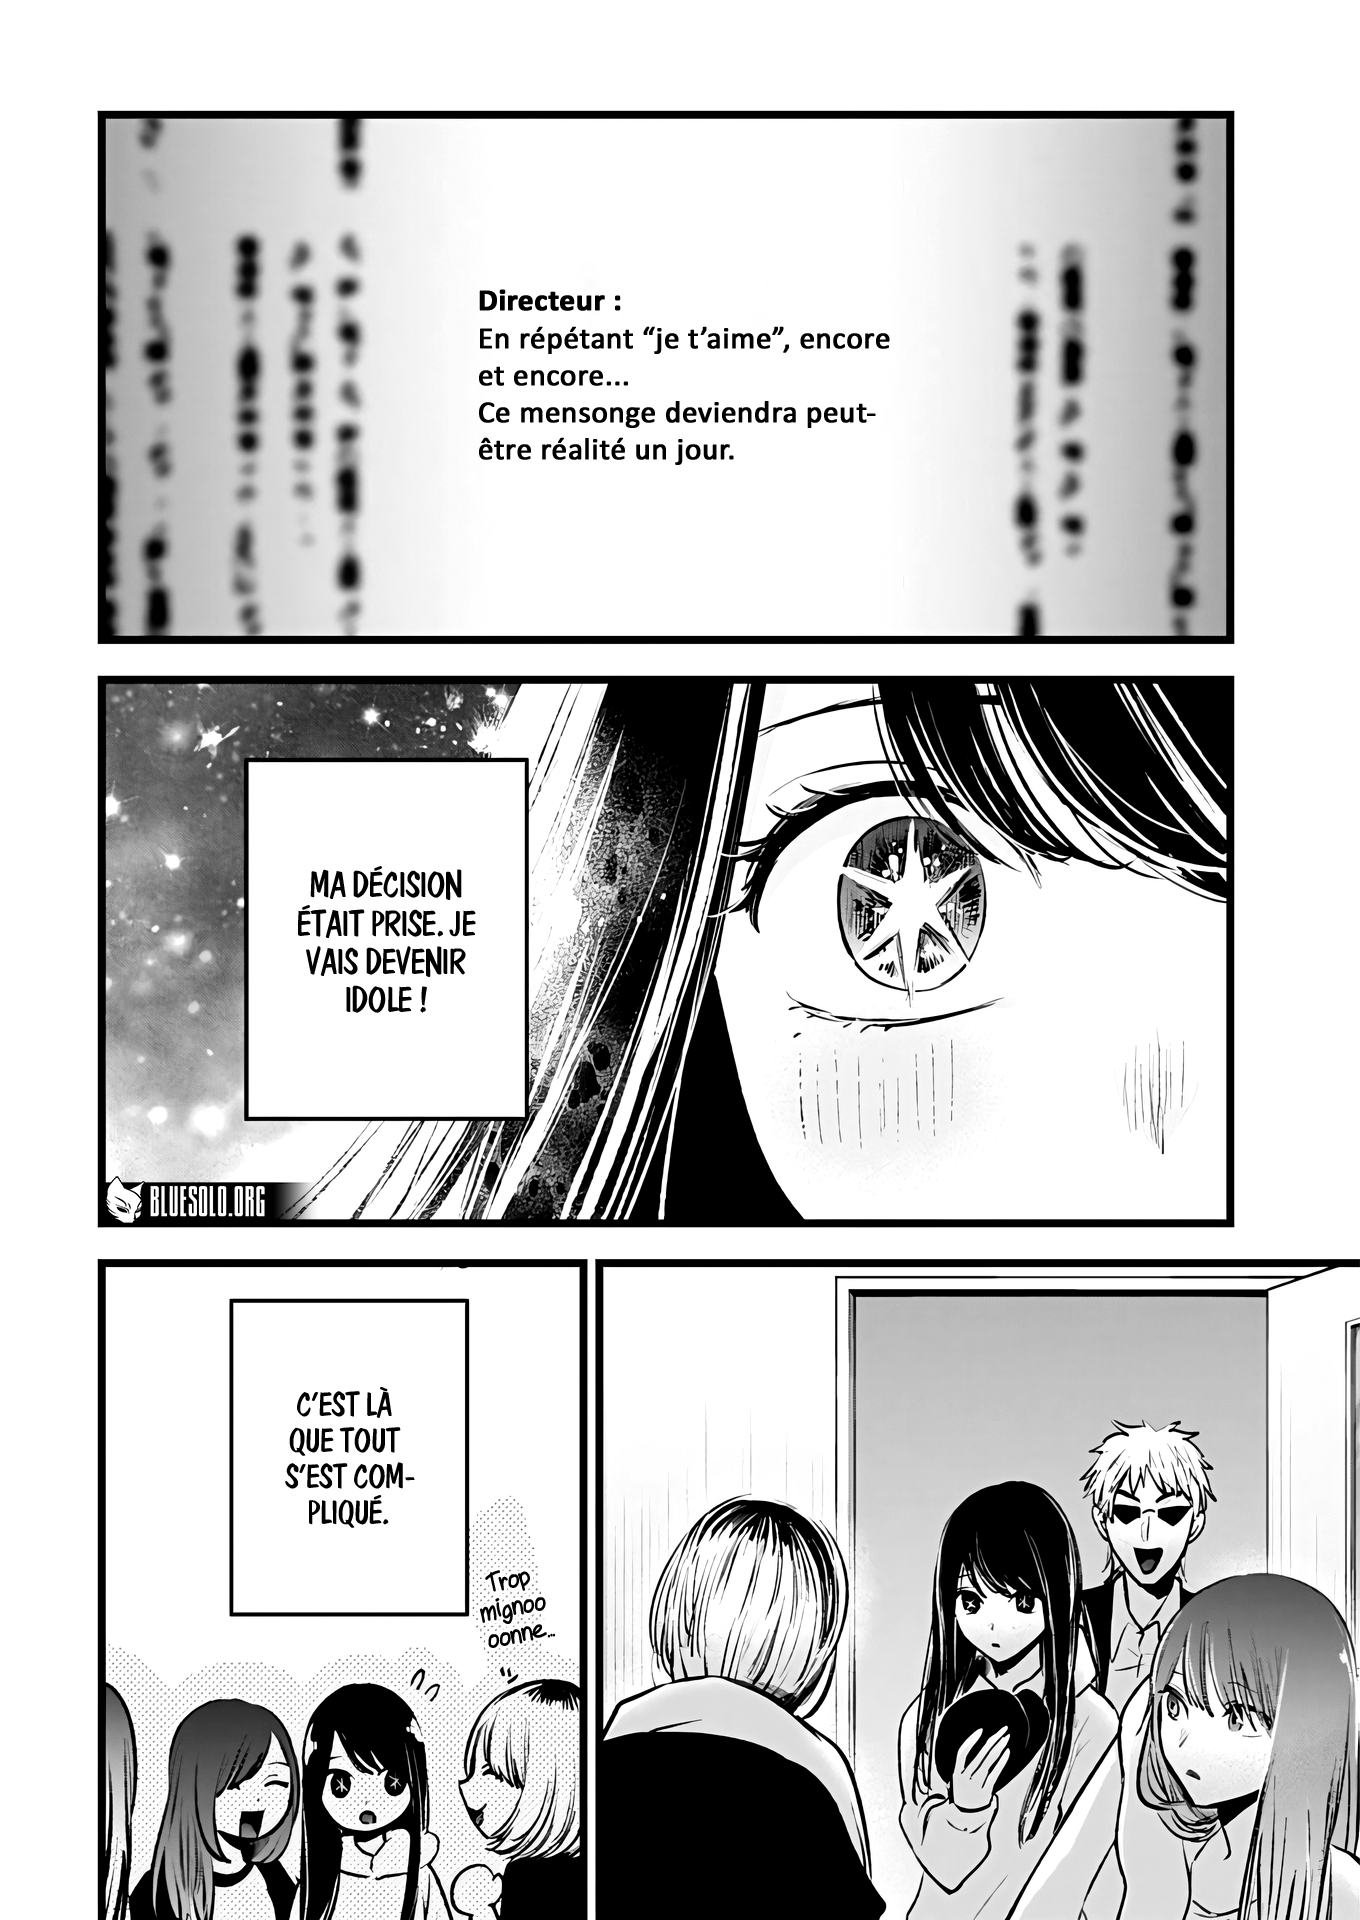 Directeur :
En répétant “je t’aime”, encore
et encore...
Ce mensonge deviendra peut-
être réalité un jour.
MA DÉCISION
ÉTAIT PRISE. JE
VAIS DEVENIR
IDOLE !
BLUESOLO.ORG
C’EST LÀ
QUE TOUT
S’EST COM-
PLIQUÉ.
Trop
mignoo
oonne...